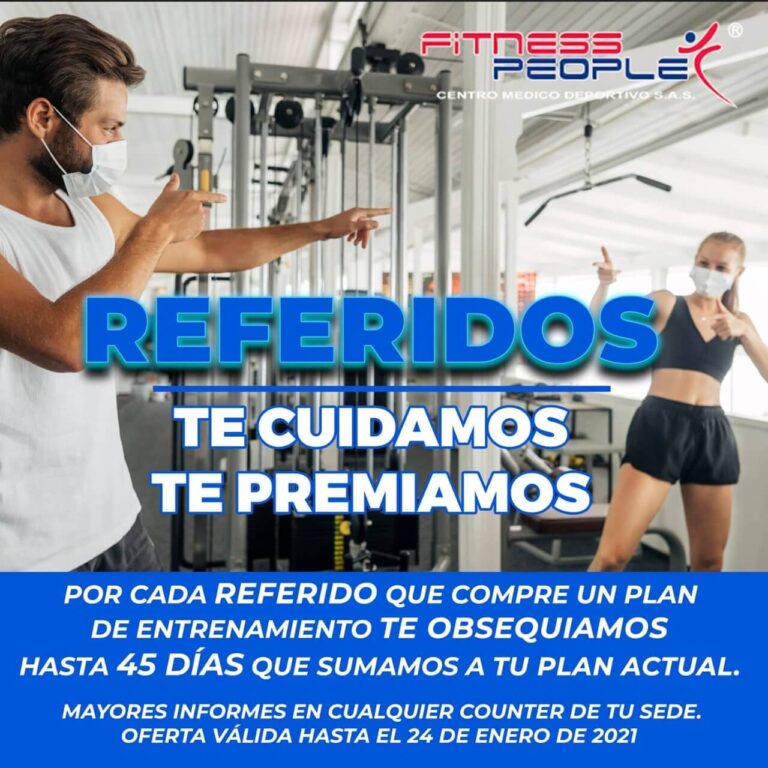 FITNESS
PEOPLE ®
CENTRO MEDICO DEPORTIVO S.A.S.
REFERIDOS
TE CUIDAMOS
TE PREMIAMOS
POR CADA REFERIDO QUE COMPRE UN PLAN
DE ENTRENAMIENTO TE OBSEQUIAMOS
HASTA 45 DÍAS QUE SUMAMOS A TU PLAN ACTUAL.
MAYORES INFORMES EN CUALQUIER COUNTER DE TU SEDE.
OFERTA VÁLIDA HASTA EL 24 DE ENERO DE 2021